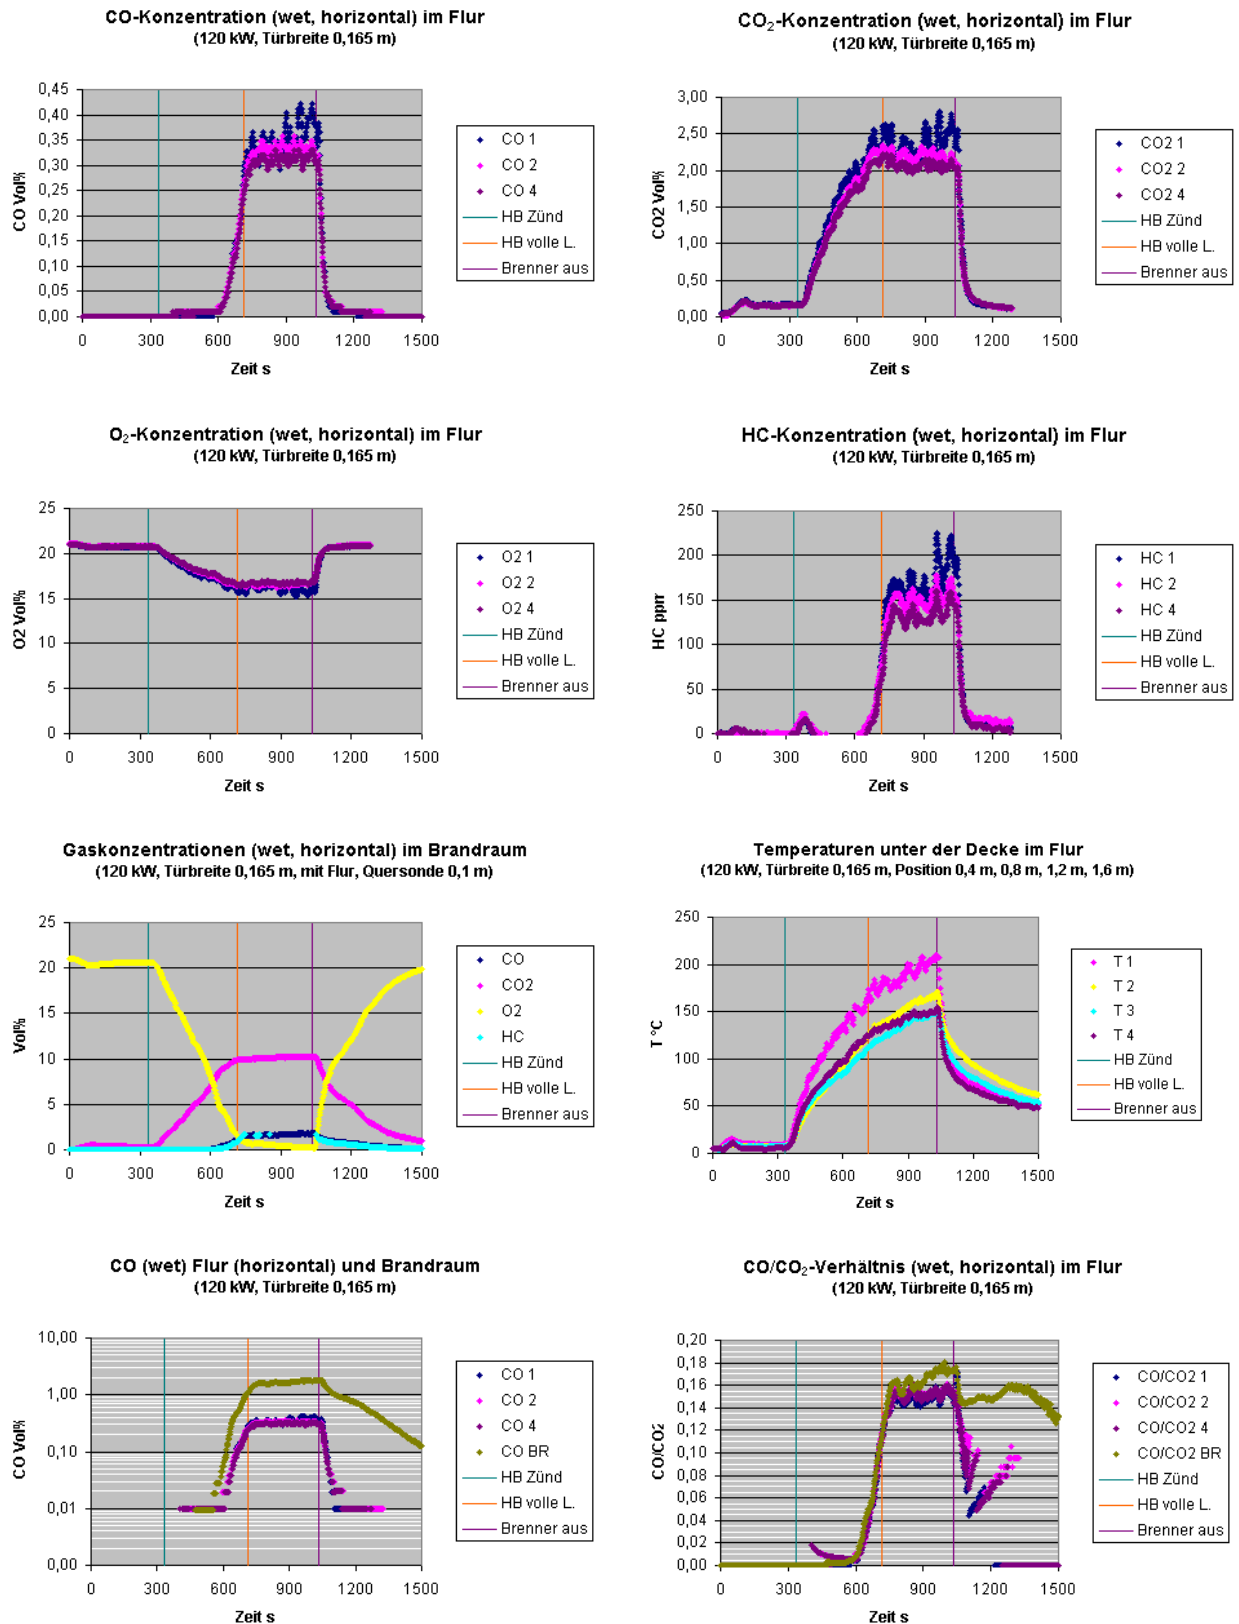 CO-Konzentration (wet, horizontal) im Flur
(120 kW, Türbreite 0,165 m)
0,45
0,40
0,35
0,30
0,25
0,20
0,15
0,10
0,05
0,00
CO Vol%
0 300 600 900 1200 1500
Zeit s
CO 1
CO 2
CO 4
HB Zünd
HB volle L.
Brenner aus
CO₂-Konzentration (wet, horizontal) im Flur
(120 kW, Türbreite 0,165 m)
3,00
2,50
2,00
1,50
1,00
0,50
0,00
CO2 Vol%
0 300 600 900 1200 1500
Zeit s
CO2 1
CO2 2
CO2 4
HB Zünd
HB volle L.
Brenner aus
O₂-Konzentration (wet, horizontal) im Flur
(120 kW, Türbreite 0,165 m)
25
20
15
10
5
0
O2 Vol%
0 300 600 900 1200 1500
Zeit s
O2 1
O2 2
O2 4
HB Zünd
HB volle L.
Brenner aus
HC-Konzentration (wet, horizontal) im Flur
(120 kW, Türbreite 0,165 m)
250
200
150
100
50
0
HC ppm
0 300 600 900 1200 1500
Zeit s
HC 1
HC 2
HC 4
HB Zünd
HB volle L.
Brenner aus
Gaskonzentrationen (wet, horizontal) im Brandraum
(120 kW, Türbreite 0,165 m, mit Flur, Quersonde 0,1 m)
25
20
15
10
5
0
Vol%
0 300 600 900 1200 1500
Zeit s
CO
CO2
O2
HC
HB Zünd
HB volle L.
Brenner aus
Temperaturen unter der Decke im Flur
(120 kW, Türbreite 0,165 m, Position 0,4 m, 0,8 m, 1,2 m, 1,6 m)
250
200
150
100
50
0
T °C
0 300 600 900 1200 1500
Zeit s
T 1
T 2
T 3
T 4
HB Zünd
HB volle L.
Brenner aus
CO (wet) Flur (horizontal) und Brandraum
(120 kW, Türbreite 0,165 m)
10,00
1,00
0,10
0,01
0,00
CO Vol%
0 300 600 900 1200 1500
Zeit s
CO 1
CO 2
CO 4
CO BR
HB Zünd
HB volle L.
Brenner aus
CO/CO₂-Verhältnis (wet, horizontal) im Flur
(120 kW, Türbreite 0,165 m)
0,20
0,18
0,16
0,14
0,12
0,10
0,08
0,06
0,04
0,02
0,00
CO/CO2
0 300 600 900 1200 1500
Zeit s
CO/CO2 1
CO/CO2 2
CO/CO2 4
CO/CO2 BR
HB Zünd
HB volle L.
Brenner aus